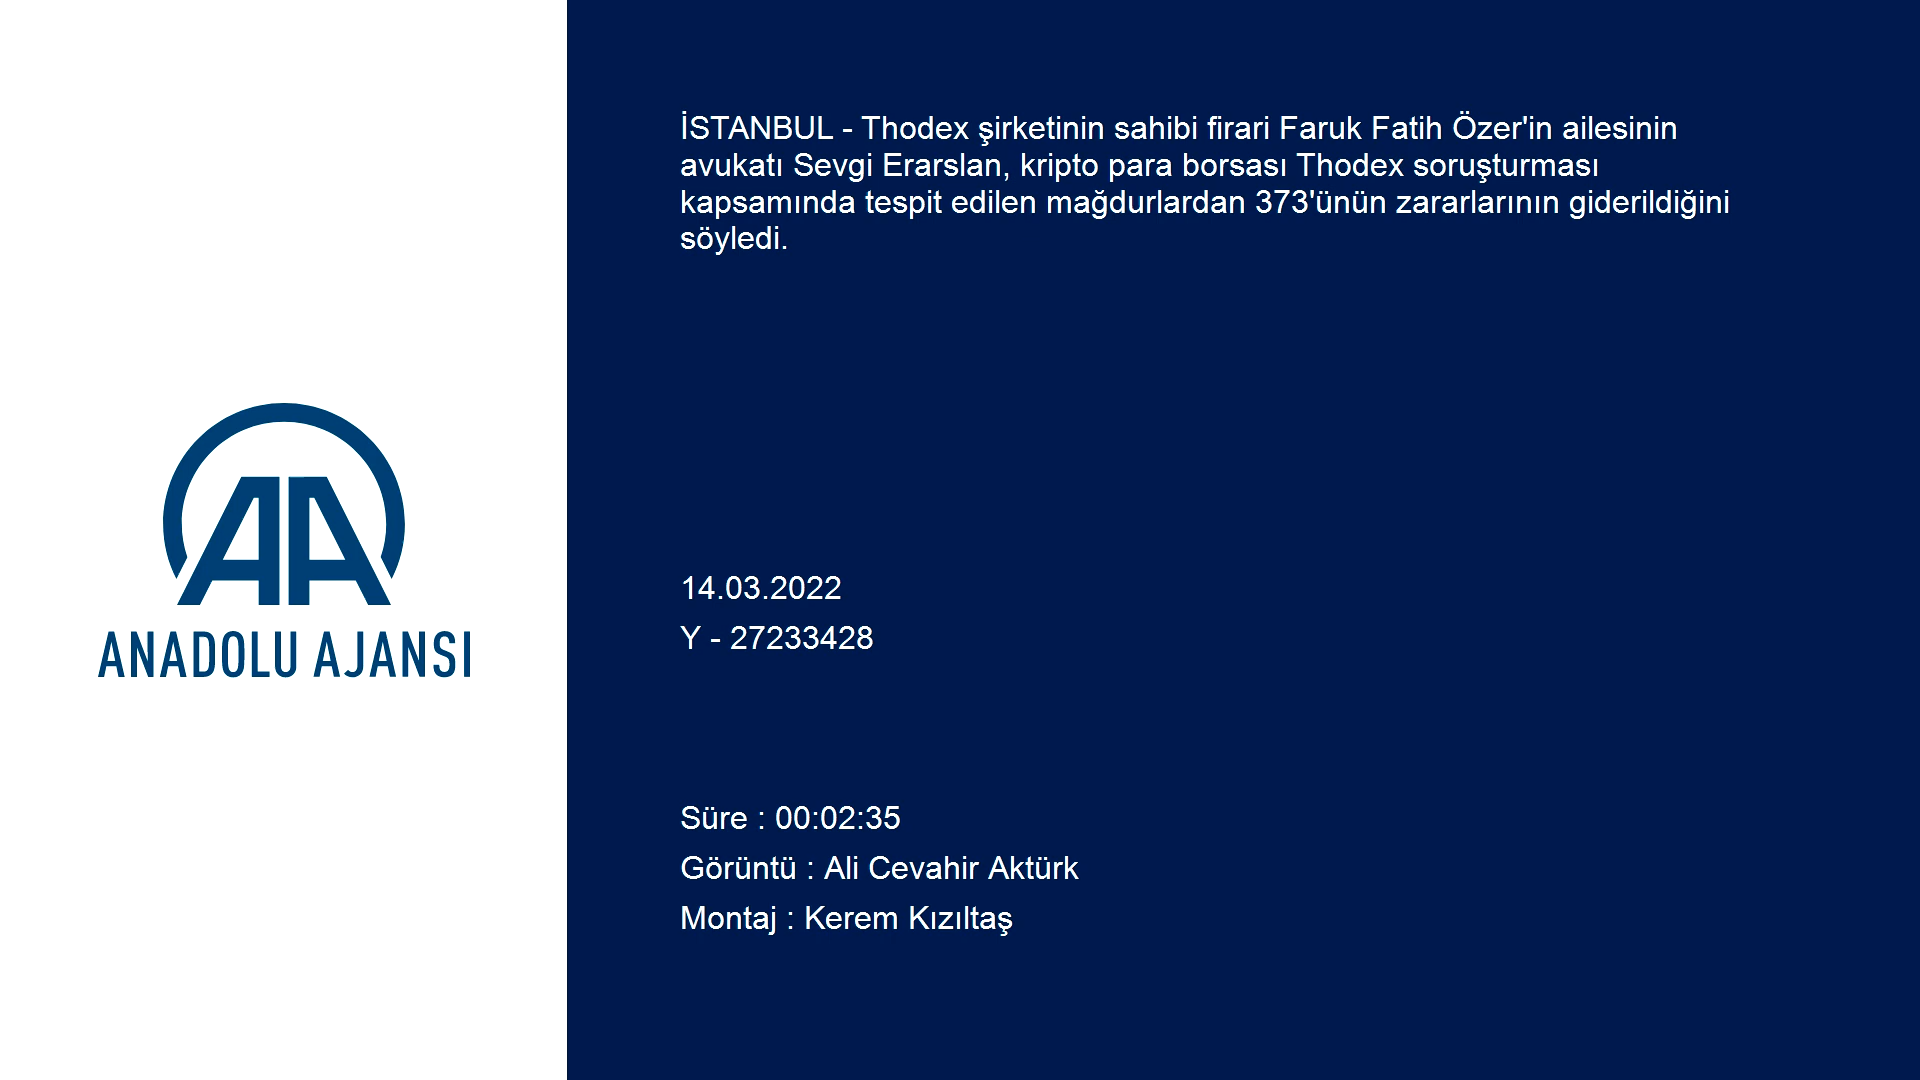 İSTANBUL - Thodex şirketinin sahibi firari Faruk Fatih Özer'in ailesinin
avukatı Sevgi Erarslan, kripto para borsası Thodex soruşturması
kapsamında tespit edilen mağdurlardan 373'ünün zararlarının giderildiğini
söyledi.
AA
ANADOLU AJANSI
14.03.2022
Y - 27233428
Süre : 00:02:35
Görüntü : Ali Cevahir Aktürk
Montaj : Kerem Kızıltaş